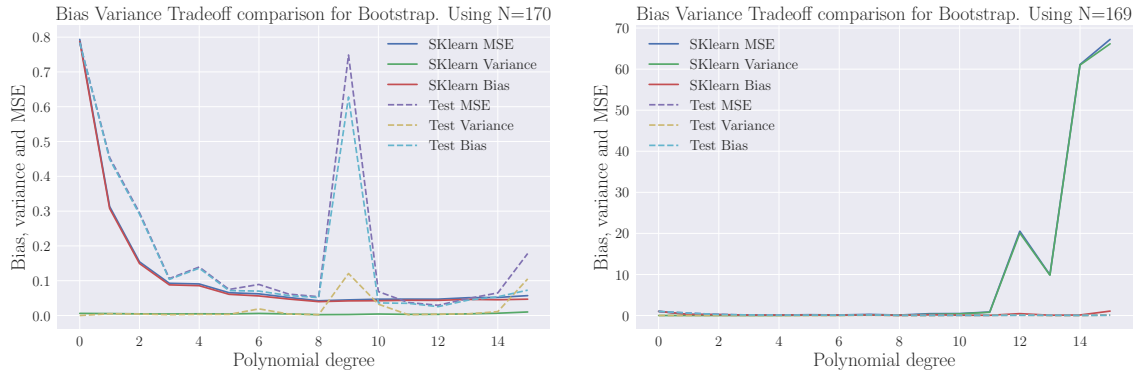 Bias Variance Tradeoff comparison for Bootstrap. Using N=170
0.8
0.7
0.6
0.5
0.4
0.3
0.2
0.1
0.0
Bias, variance and MSE
SKlearn MSE
SKlearn Variance
SKlearn Bias
Test MSE
Test Variance
Test Bias
0 2 4 6 8 10 12 14
Polynomial degree
Bias Variance Tradeoff comparison for Bootstrap. Using N=169
70
60
50
40
30
20
10
0
Bias, variance and MSE
SKlearn MSE
SKlearn Variance
SKlearn Bias
Test MSE
Test Variance
Test Bias
0 2 4 6 8 10 12 14
Polynomial degree